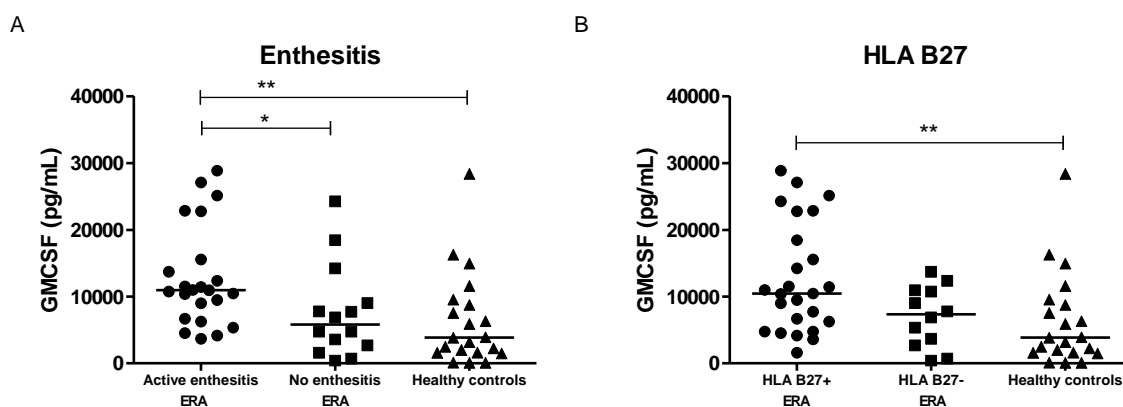 A
Enthesitis
**
*
40000
30000
20000
10000
0
GMCSF (pg/mL)
Active enthesitis
ERA
No enthesitis
ERA
Healthy controls
B
HLA B27
**
40000
30000
20000
10000
0
GMCSF (pg/mL)
HLA B27+
ERA
HLA B27-
ERA
Healthy controls